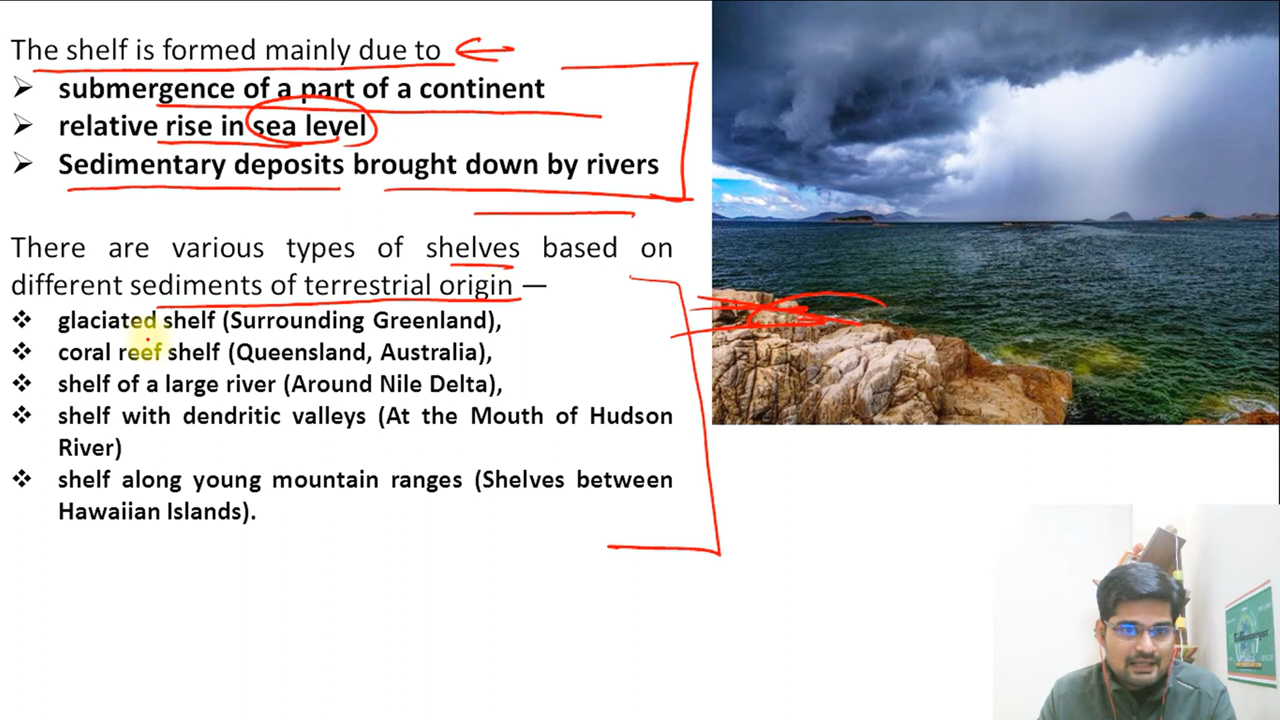 The shelf is formed mainly due to
➢ submergence of a part of a continent
➢ relative rise in sea level
➢ Sedimentary deposits brought down by rivers
There are various types of shelves based on
different sediments of terrestrial origin —
❖ glaciated shelf (Surrounding Greenland),
❖ coral reef shelf (Queensland, Australia),
❖ shelf of a large river (Around Nile Delta),
❖ shelf with dendritic valleys (At the Mouth of Hudson
River)
❖ shelf along young mountain ranges (Shelves between
Hawaiian Islands).